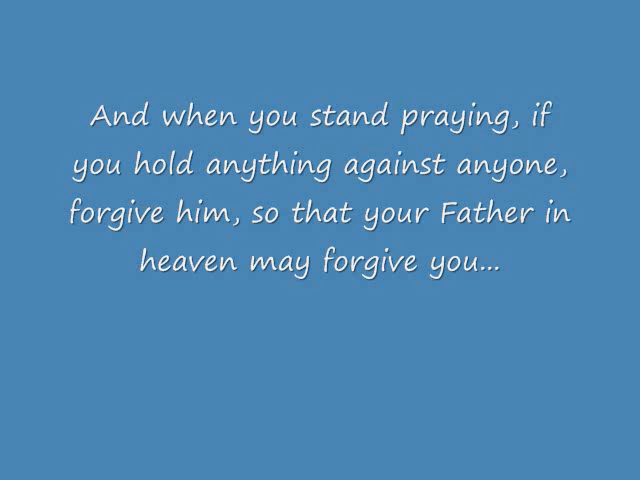 And when you stand praying, if
you hold anything against anyone,
forgive him, so that your Father in
heaven may forgive you...